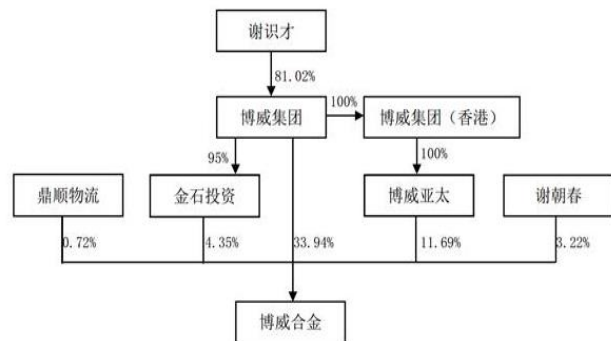 谢识才
81.02%
博威集团
100%
博威集团（香港）
95%
100%
鼎顺物流
金石投资
博威亚太
谢朝春
0.72%
4.35%
33.94%
11.69%
3.22%
博威合金